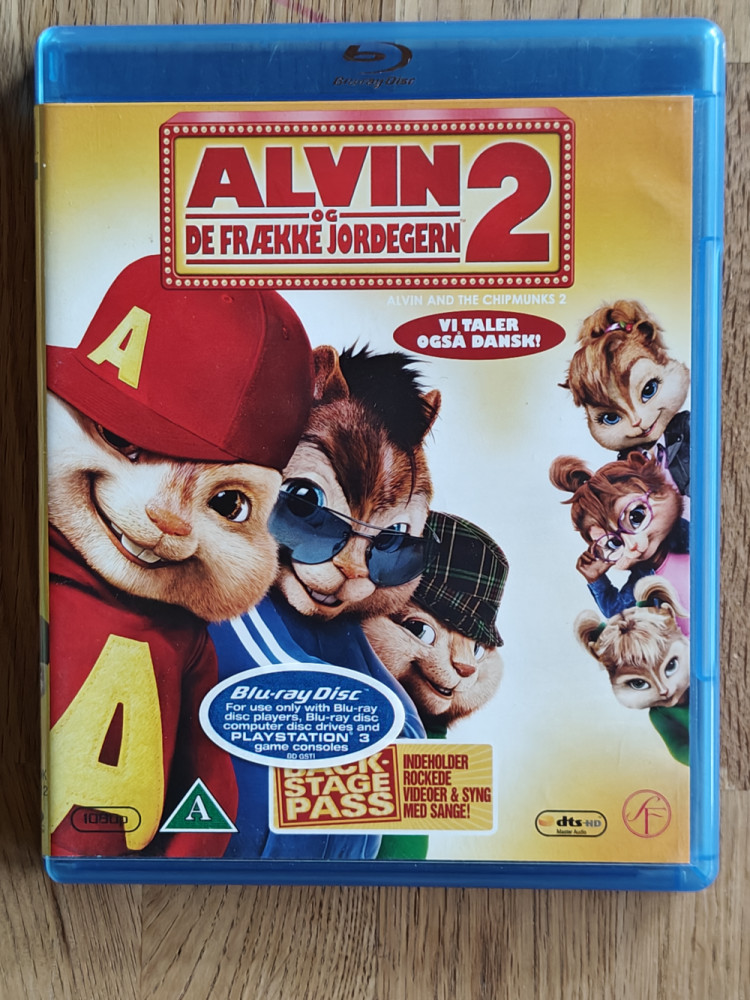 Blu-ray Disc
ALVIN
OG
DE FRÆKKE JORDEGERN™
2
ALVIN AND THE CHIPMUNKS 2
VI TALER
OGSÅ DANSK!
A
A
Blu-ray Disc™
For use only with Blu-ray
disc players, Blu-ray disc
computer disc drives and
PLAYSTATION 3
game consoles
BACK-
STAGE
PASS
INDEHOLDER
ROCKEDE
VIDEOER & SYNG
MED SANGE!
1080p
A
dts-HD
Master Audio
SF